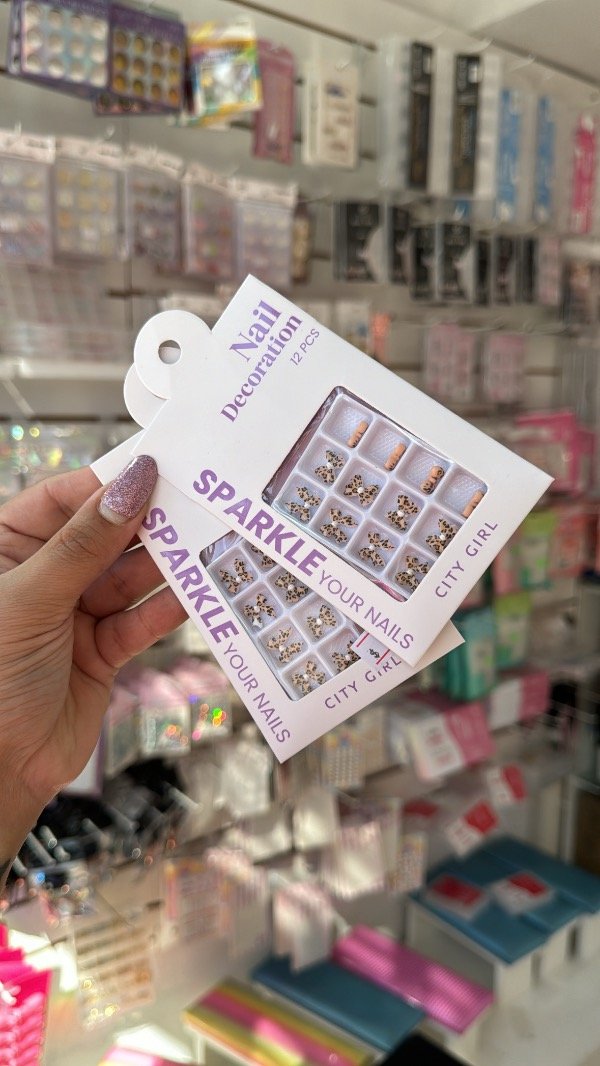 Nail
Decoration
12 PCS
SPARKLE
YOUR NAILS
CITY GIRL
SPARKLE
YOUR NAILS
CITY GIRL
$